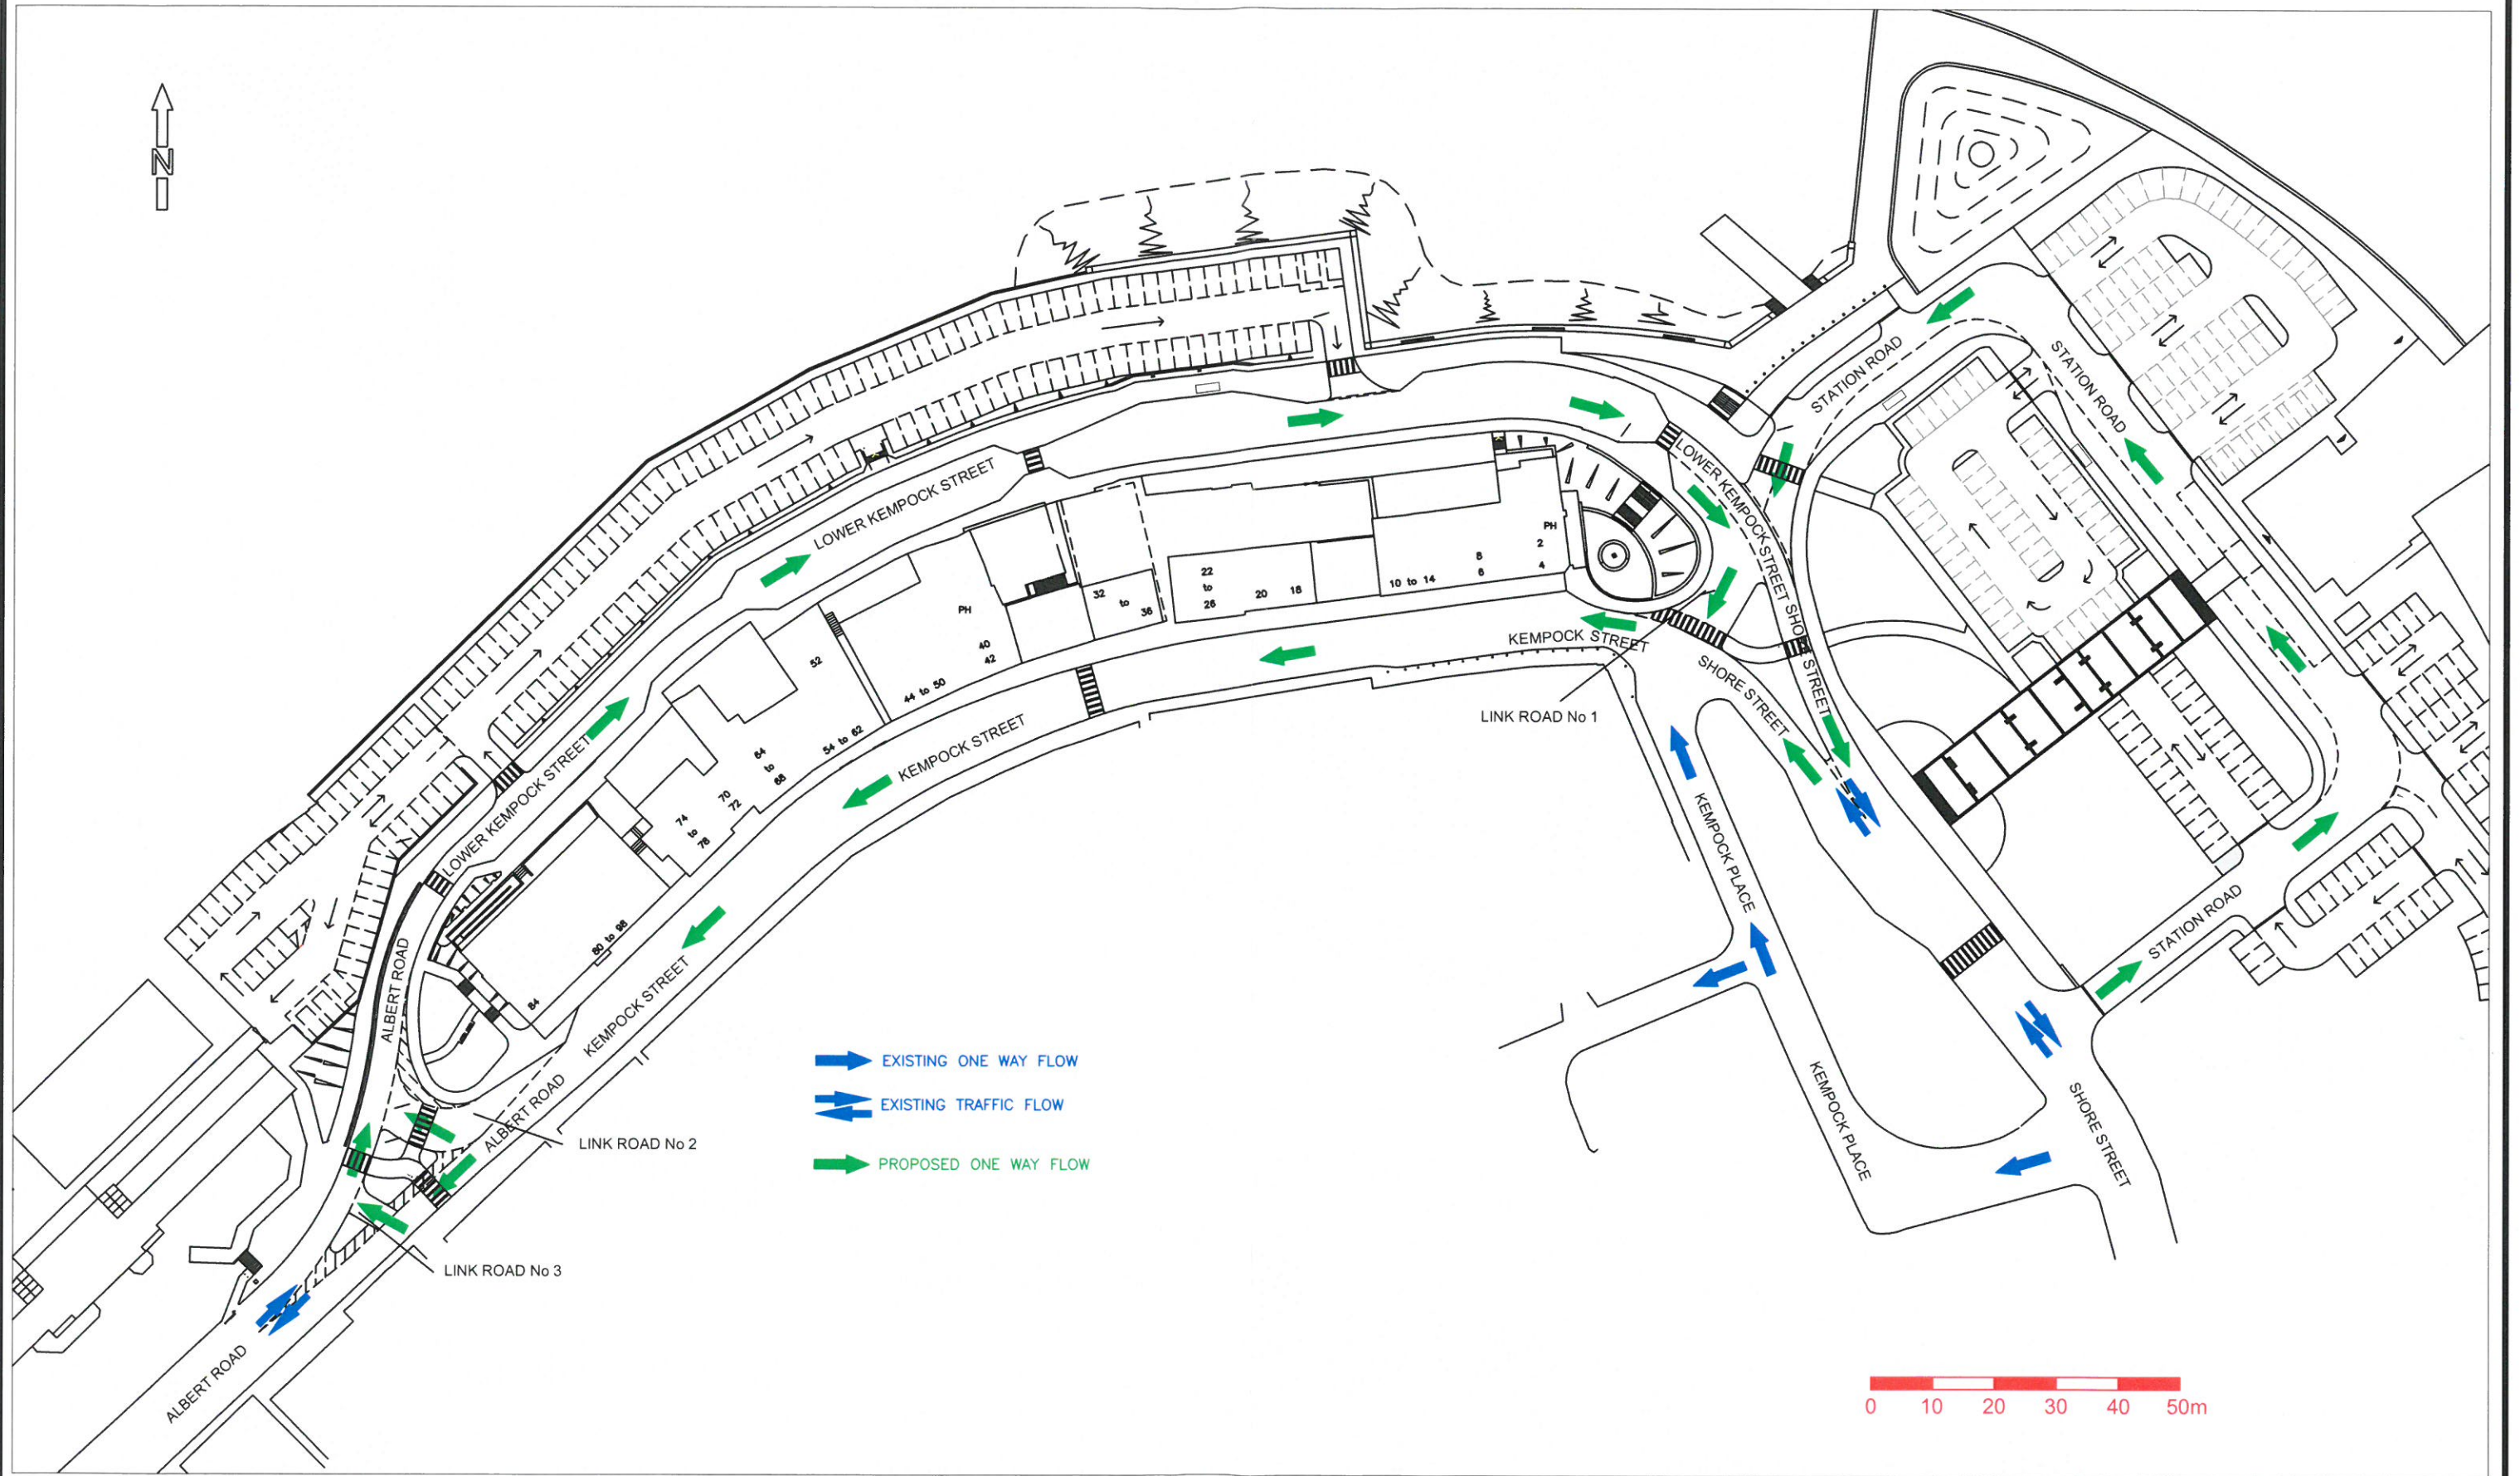 N
STATION ROAD
STATION ROAD
LOWER KEMPOCK STREET
LOWER KEMPOCK STREET
PH
2
4
8
6
10 to 14
22
to
26
20
18
32
to
36
PH
40
42
44 to 50
52
54 to 62
64
to
68
70
72
74
to
76
80 to 98
84
KEMPOCK STREET
SHORE STREET
SHORE STREET
LINK ROAD No 1
KEMPOCK STREET
LOWER KEMPOCK STREET
KEMPOCK PLACE
STATION ROAD
ALBERT ROAD
KEMPOCK STREET
EXISTING ONE WAY FLOW
EXISTING TRAFFIC FLOW
PROPOSED ONE WAY FLOW
KEMPOCK PLACE
SHORE STREET
ALBERT ROAD
LINK ROAD No 2
LINK ROAD No 3
ALBERT ROAD
0 10 20 30 40 50m